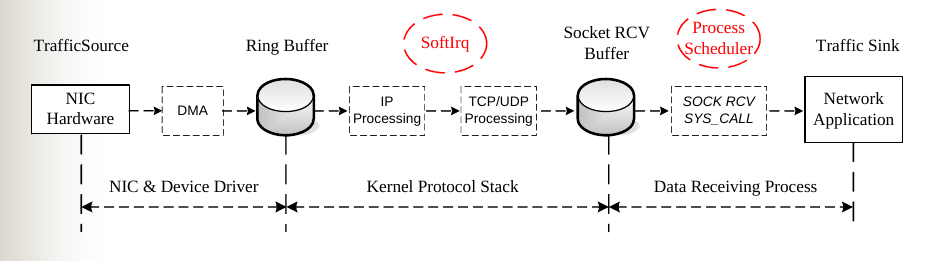 TrafficSource
Ring Buffer
SoftIrq
Socket RCV
Buffer
Process
Scheduler
Traffic Sink
NIC
Hardware
DMA
IP
Processing
TCP/UDP
Processing
SOCK RCV
SYS_CALL
Network
Application
NIC & Device Driver
Kernel Protocol Stack
Data Receiving Process